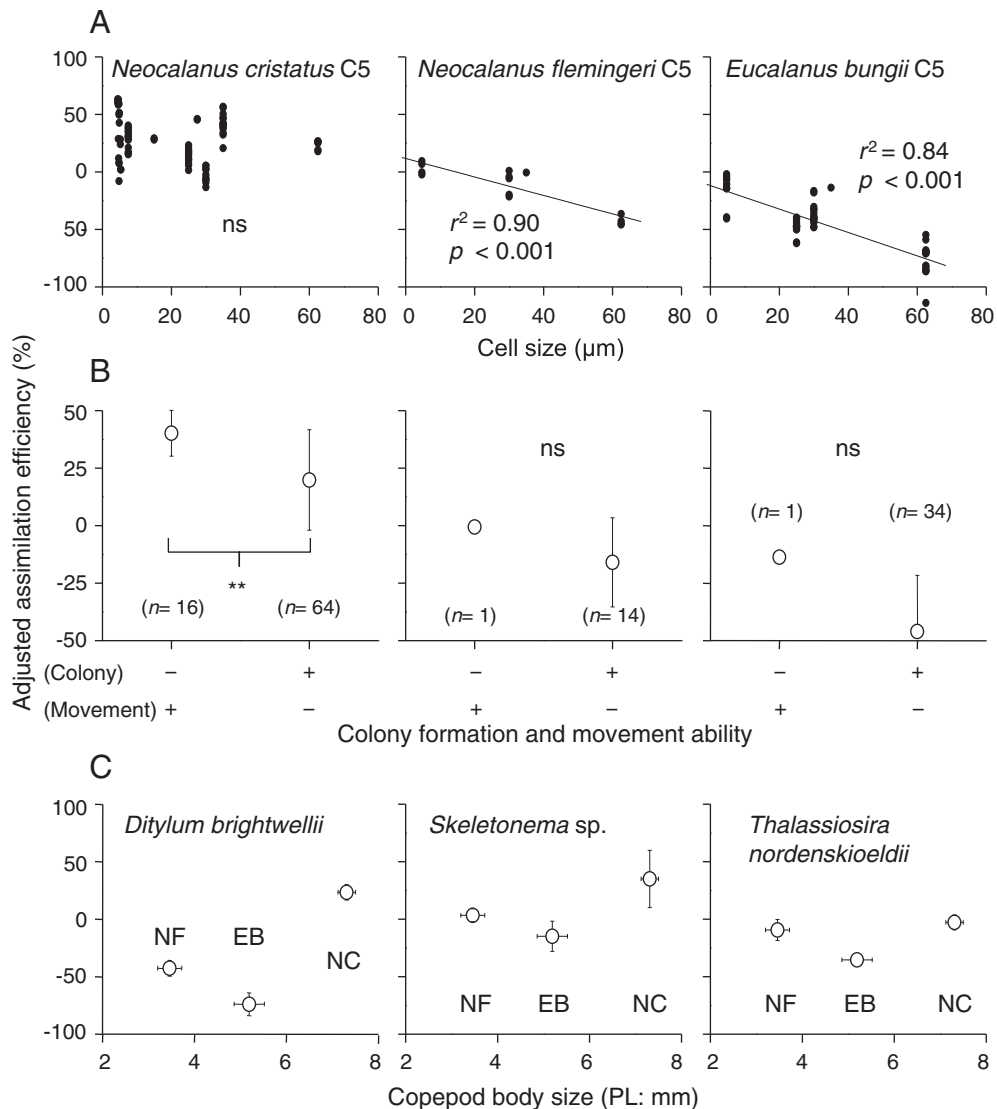 A
Neocalanus cristatus C5
Neocalanus flemingeri C5
Eucalanus bungii C5
100
50
0
-50
-100
ns
r² = 0.90
p < 0.001
r² = 0.84
p < 0.001
0 20 40 60 80
0 20 40 60 80
0 20 40 60 80
Cell size (µm)
Adjusted assimilation efficiency (%)
B
50
25
0
-25
-50
**
(n= 16)
(n= 64)
ns
(n= 1)
(n= 14)
ns
(n= 1)
(n= 34)
(Colony) − + − + − +
(Movement) + − + − + −
Colony formation and movement ability
C
Ditylum brightwellii
Skeletonema sp.
Thalassiosira
nordenskioeldii
100
50
0
-50
-100
NF EB NC
NF EB NC
NF EB NC
2 4 6 8
2 4 6 8
2 4 6 8
Copepod body size (PL: mm)